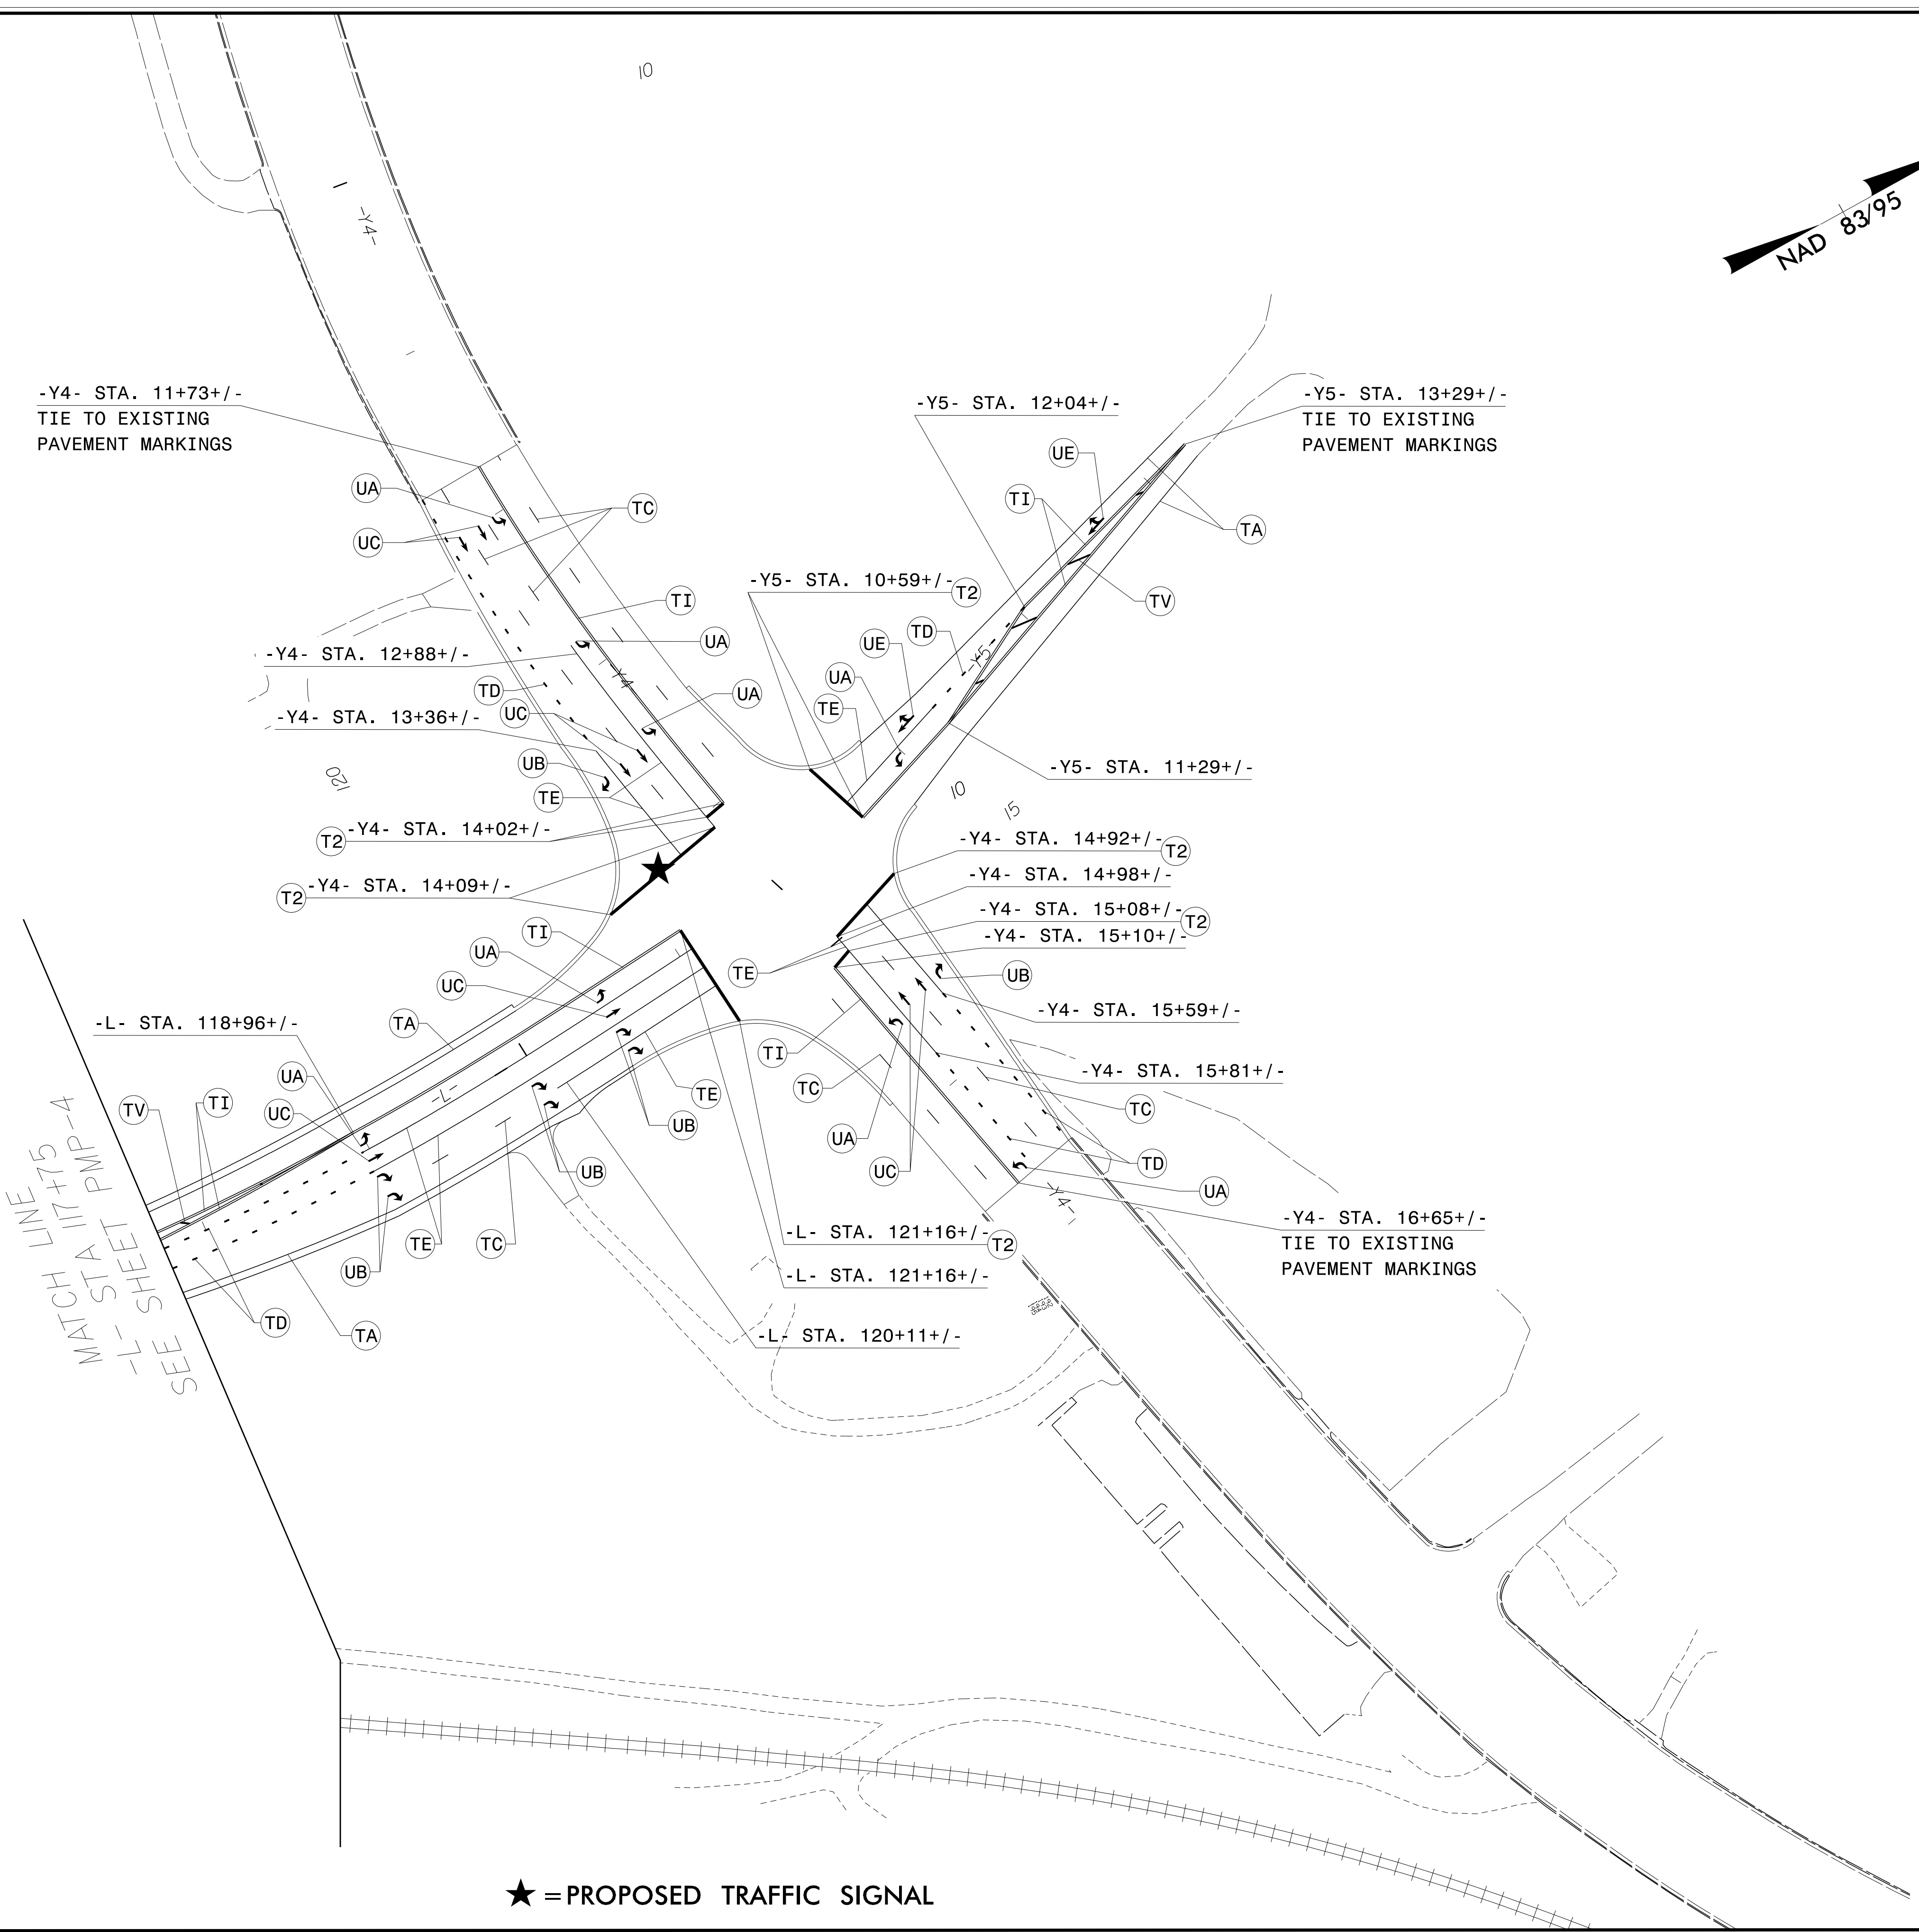 10
-Y4-
NAD 83/95
-Y4- STA. 11+73+/-
TIE TO EXISTING
PAVEMENT MARKINGS
-Y5- STA. 12+04+/-
-Y5- STA. 13+29+/-
TIE TO EXISTING
PAVEMENT MARKINGS
UE
UA
TI
TC
UC
TA
-Y5- STA. 10+59+/-
T2
TI
TV
TD
UE
UA
-Y4- STA. 12+88+/-
-Y5-
UA
-Y4-
TD
UA
TE
-Y4- STA. 13+36+/-
UC
UB
-Y5- STA. 11+29+/-
120
TE
10
15
T2
-Y4- STA. 14+02+/-
-Y4- STA. 14+92+/-
T2
-Y4- STA. 14+98+/-
T2
-Y4- STA. 14+09+/-
-Y4- STA. 15+08+/-
T2
TI
-Y4- STA. 15+10+/-
UA
TE
UB
UC
-L- STA. 118+96+/-
TA
-Y4- STA. 15+59+/-
TI
UA
-L-
TC
-Y4- STA. 15+81+/-
TV
TI
UC
TE
TC
UB
UA
UB
UC
TD
UA
-Y4-
MATCH LINE
-L- STA 117+75
SEE SHEET PMP-4
-L- STA. 121+16+/-
T2
-Y4- STA. 16+65+/-
TIE TO EXISTING
PAVEMENT MARKINGS
TE
TC
UB
-L- STA. 121+16+/-
TD
TA
-L- STA. 120+11+/-
★ = PROPOSED TRAFFIC SIGNAL